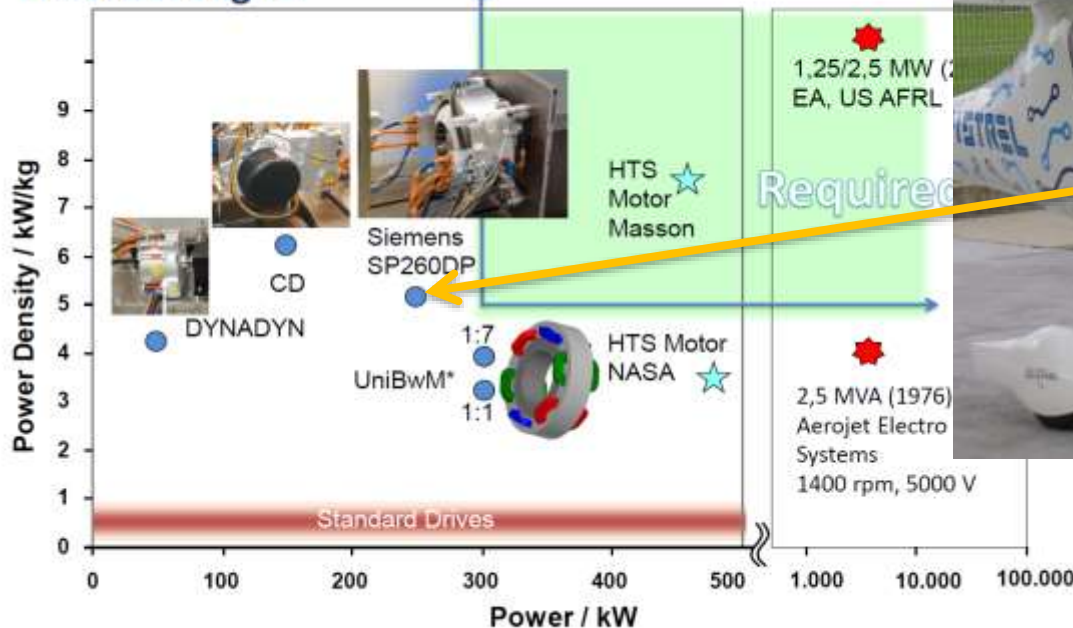 9
8
7
6
5
4
3
2
1
0
Power Density / kW/kg
0
100
200
300
400
500
1.000
10.000
100.000
Power / kW
DYNADYN
CD
Siemens
SP260DP
UniBwM*
1:7
1:1
HTS
Motor
Masson
HTS Motor
NASA
Required
1,25/2,5 MW
EA, US AFRL
2,5 MVA (1976)
Aerojet Electro
Systems
1400 rpm, 5000 V
Standard Drives